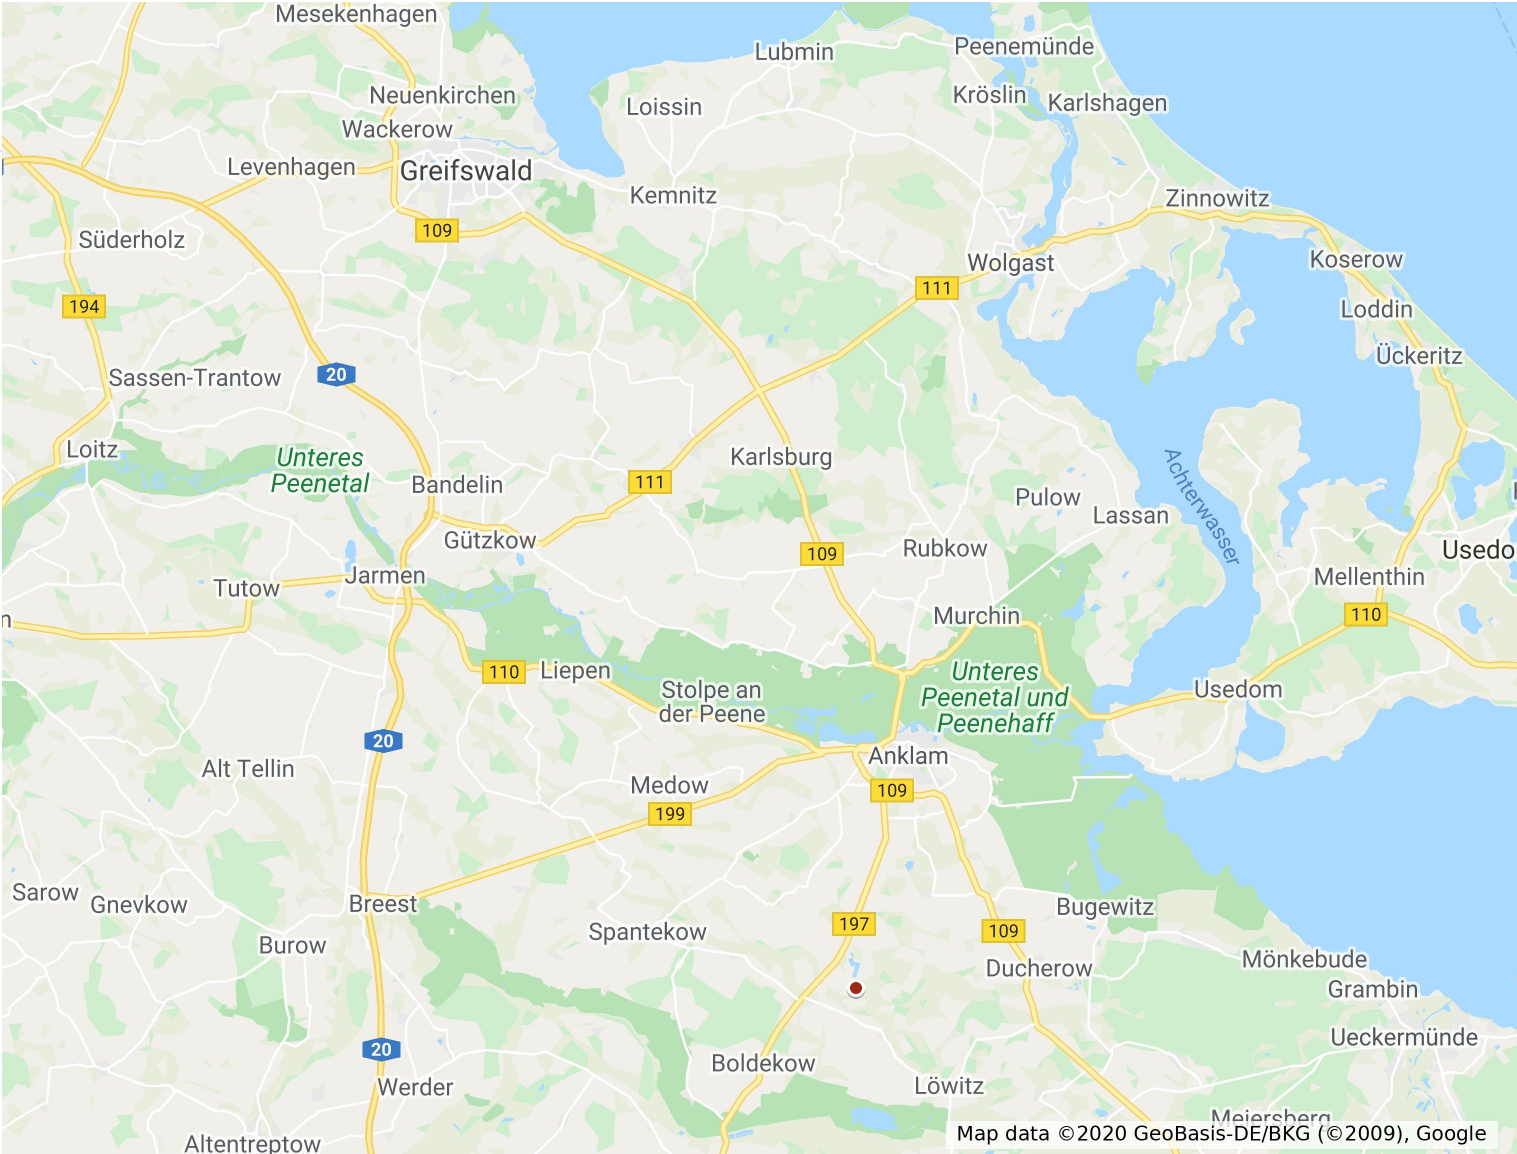 Mesekenhagen
Lubmin
Peenemünde
Neuenkirchen
Loissin
Kröslin
Karlshagen
Wackerow
Levenhagen
Greifswald
Kemnitz
Zinnowitz
109
Süderholz
Wolgast
Koserow
111
194
Loddin
Ückeritz
20
Sassen-Trantow
Loitz
Unteres
Peenetal
Karlsburg
Bandelin
111
Achterwasser
Pulow
Lassan
Gützkow
109
Rubkow
Usedo
Jarmen
Mellenthin
Tutow
n
Murchin
110
110
Liepen
Unteres
Peenetal und
Peenehaff
Stolpe an
der Peene
Usedom
20
Anklam
Alt Tellin
Medow
109
199
Sarow
Gnevkow
Breest
Bugewitz
Burow
Spantekow
197
109
Ducherow
Mönkebude
Grambin
Ueckermünde
20
Boldekow
Werder
Löwitz
Meiersberg
Altentreptow
Map data ©2020 GeoBasis-DE/BKG (©2009), Google